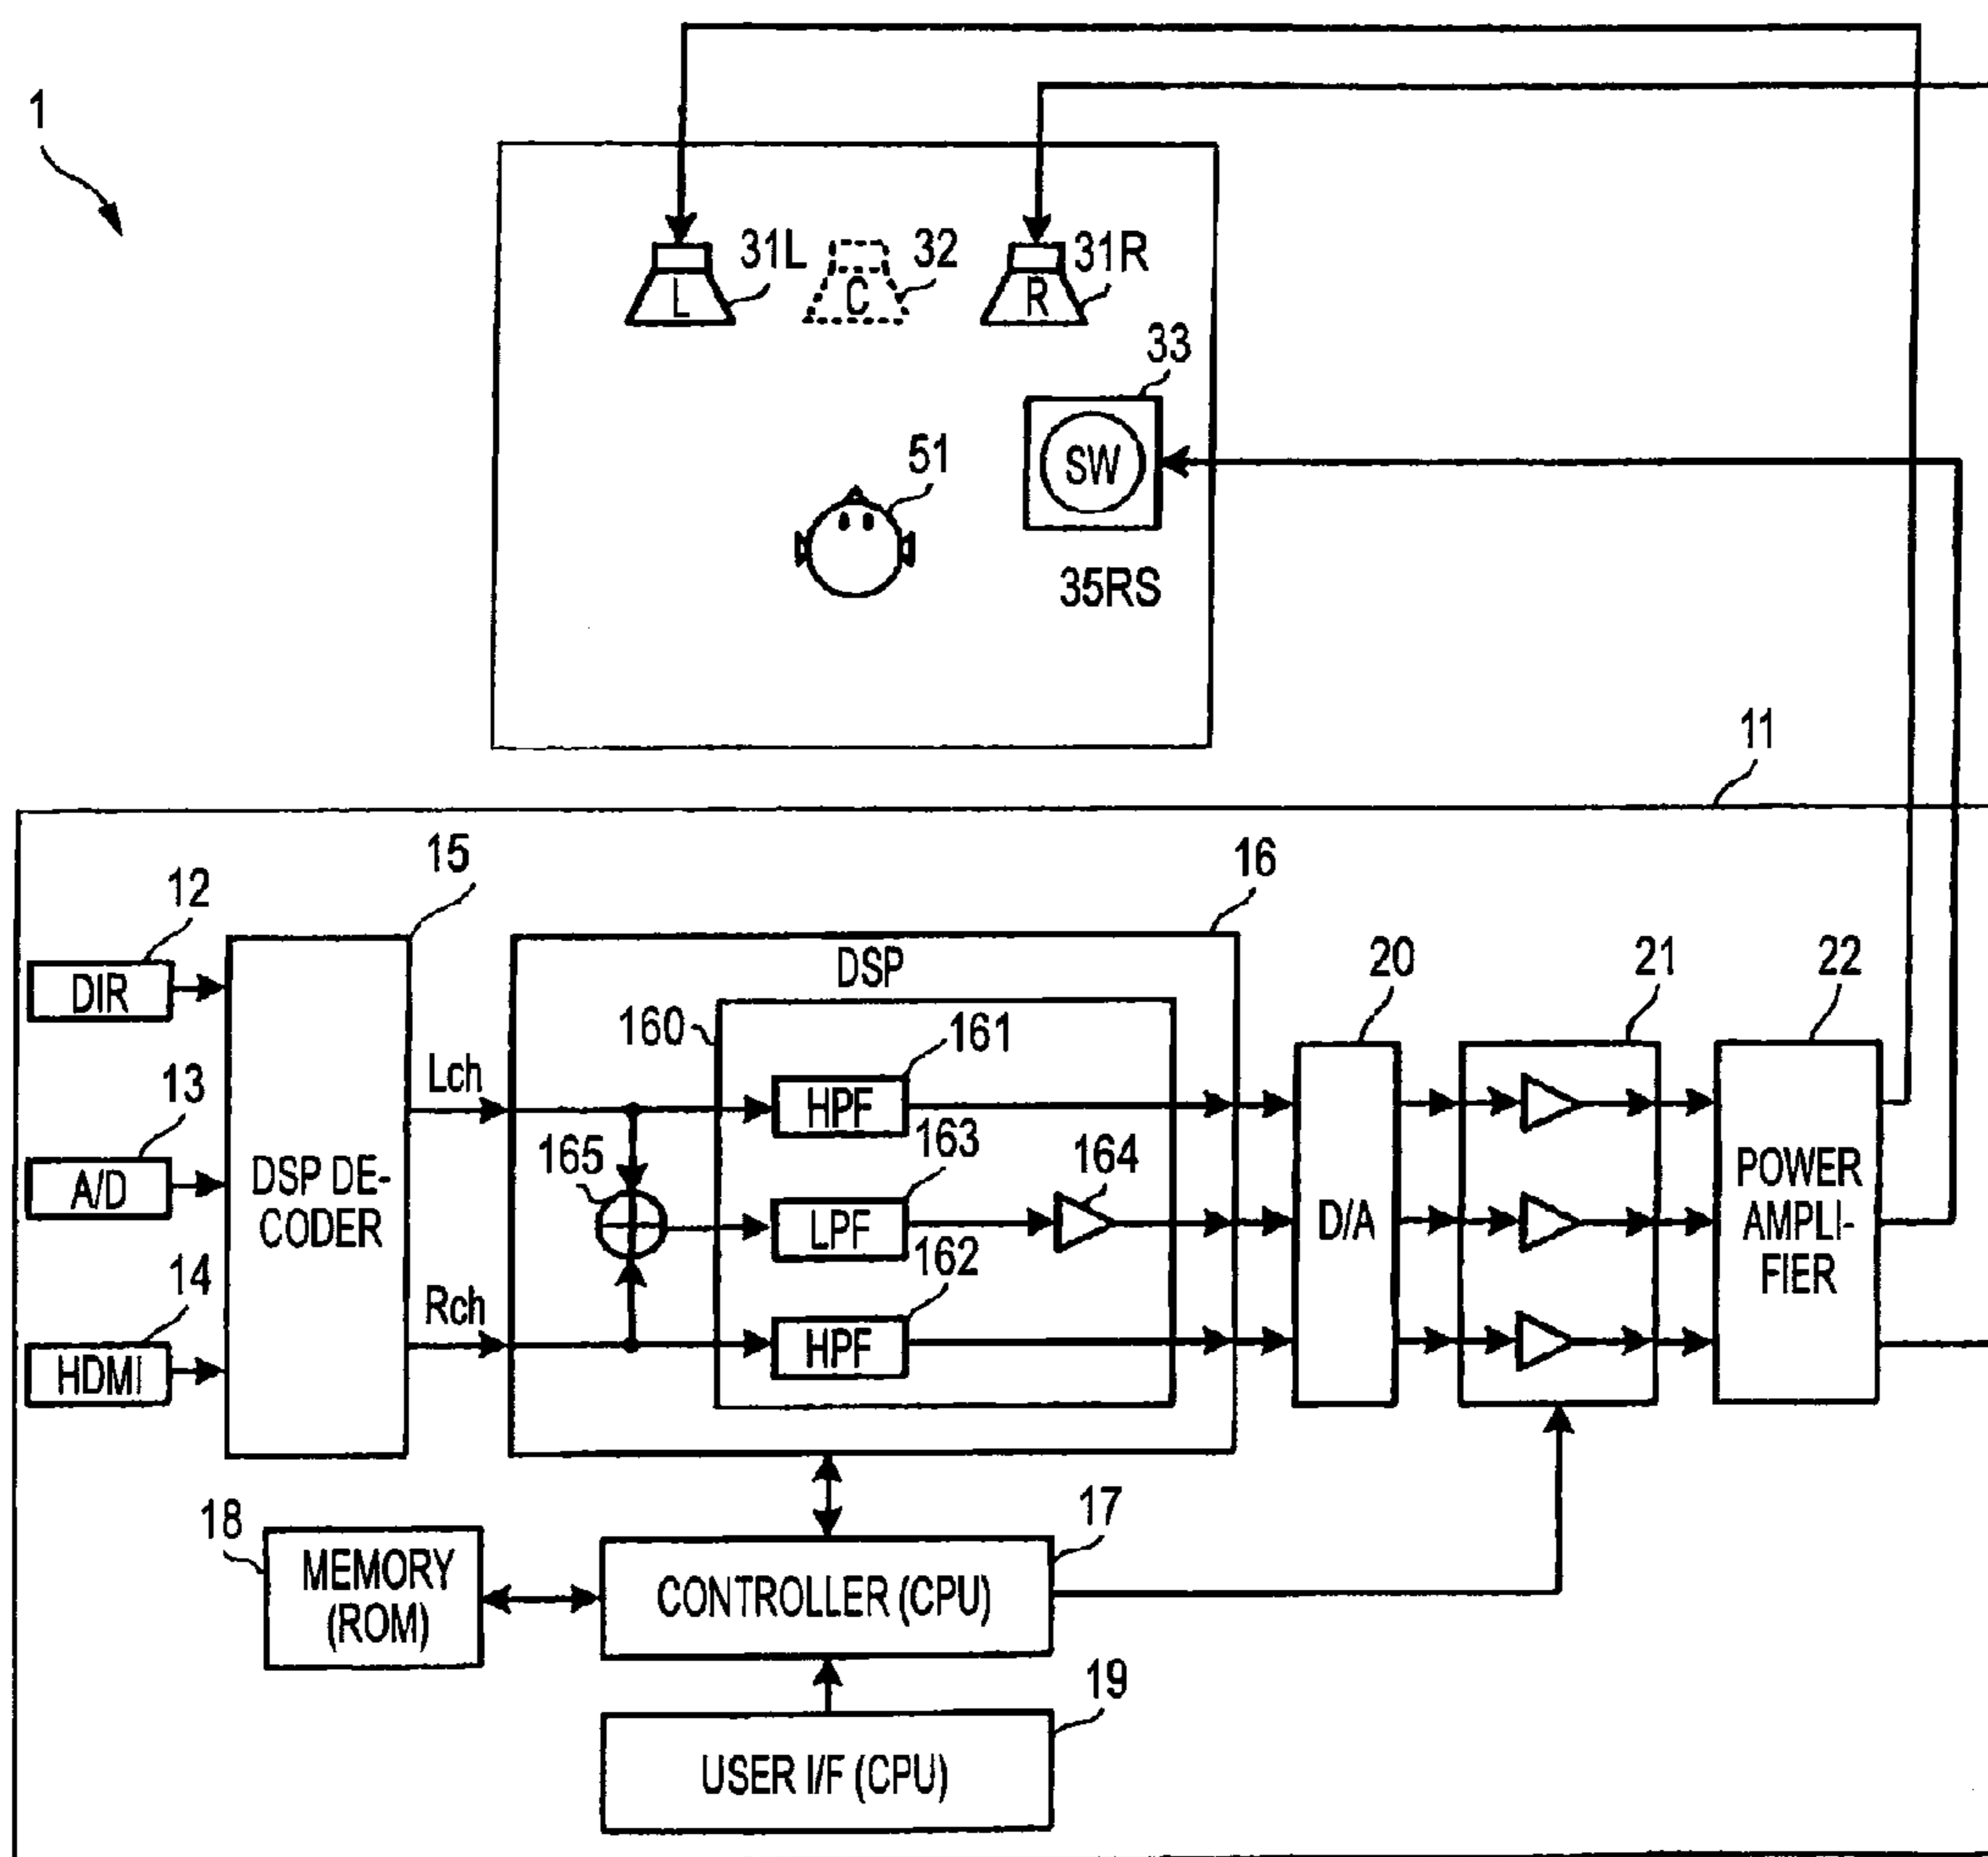 1
31L
32
31R
L
C
R
33
SW
51
35RS
11
15
16
12
DSP
20
21
22
DIR
160
161
Lch
HPF
13
165
163
164
A/D
DSP DE-
CODER
LPF
D/A
POWER
AMPLI-
FIER
14
Rch
162
HDMI
HPF
18
17
MEMORY
(ROM)
CONTROLLER (CPU)
19
USER I/F (CPU)